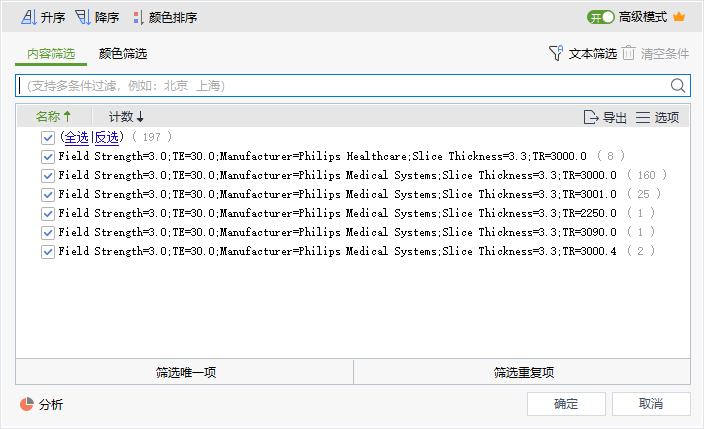 升序 降序 颜色排序 开 高级模式
内容筛选 颜色筛选 文本筛选 清空条件
(支持多条件过滤，例如：北京 上海)
名称 计数 导出 选项
(全选|反选) ( 197 )
Field Strength=3.0;TE=30.0;Manufacturer=Philips Healthcare;Slice Thickness=3.3;TR=3000.0 ( 8 )
Field Strength=3.0;TE=30.0;Manufacturer=Philips Medical Systems;Slice Thickness=3.3;TR=3000.0 ( 160 )
Field Strength=3.0;TE=30.0;Manufacturer=Philips Medical Systems;Slice Thickness=3.3;TR=3001.0 ( 25 )
Field Strength=3.0;TE=30.0;Manufacturer=Philips Medical Systems;Slice Thickness=3.3;TR=2250.0 ( 1 )
Field Strength=3.0;TE=30.0;Manufacturer=Philips Medical Systems;Slice Thickness=3.3;TR=3090.0 ( 1 )
Field Strength=3.0;TE=30.0;Manufacturer=Philips Medical Systems;Slice Thickness=3.3;TR=3000.4 ( 2 )
筛选唯一项 筛选重复项
分析 确定 取消